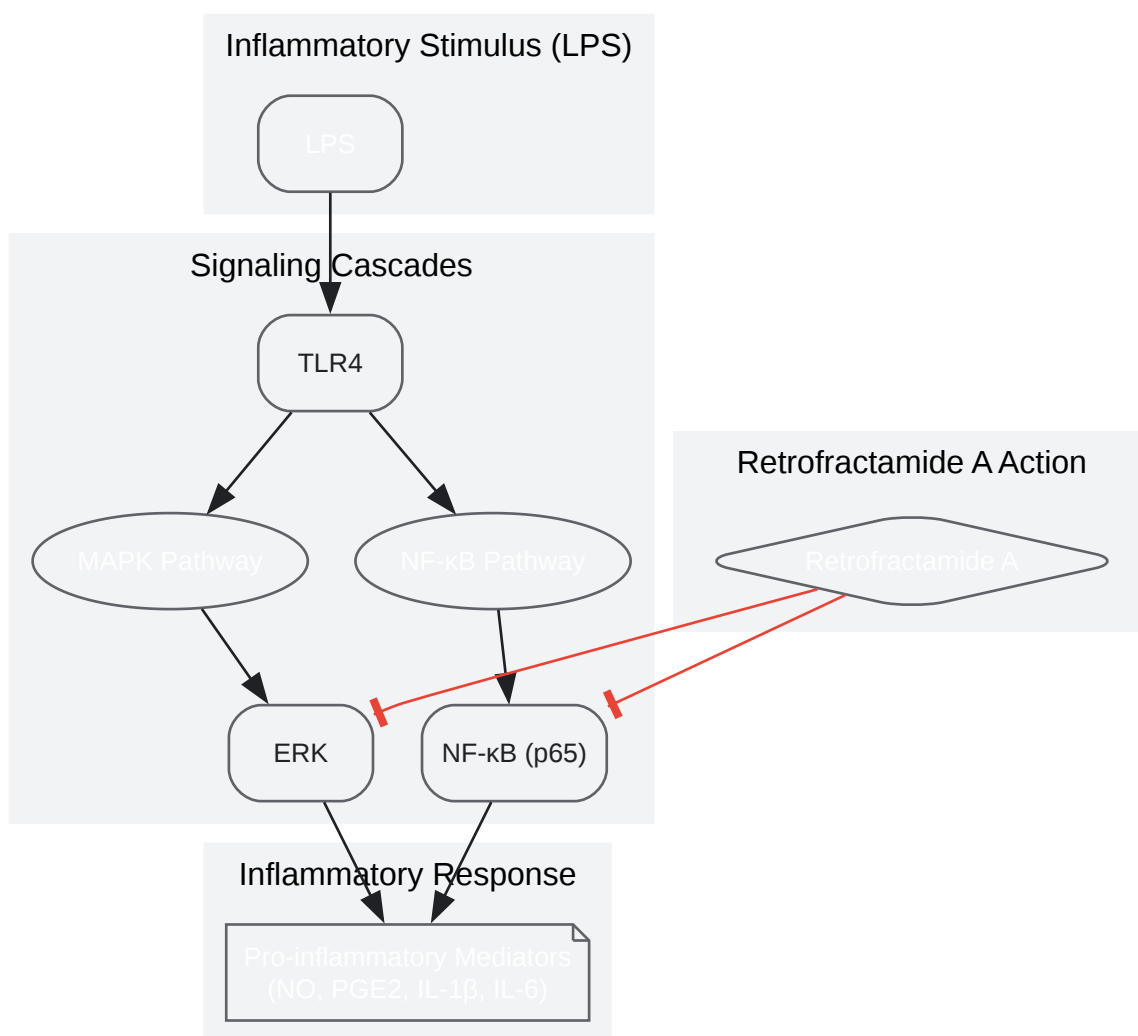 Inflammatory Stimulus (LPS)
LPS
Signaling Cascades
TLR4
Retrofractamide A Action
MAPK Pathway
NF-κB Pathway
Retrofractamide A
ERK
NF-κB (p65)
Inflammatory Response
Pro-inflammatory Mediators
(NO, PGE2, IL-1β, IL-6)